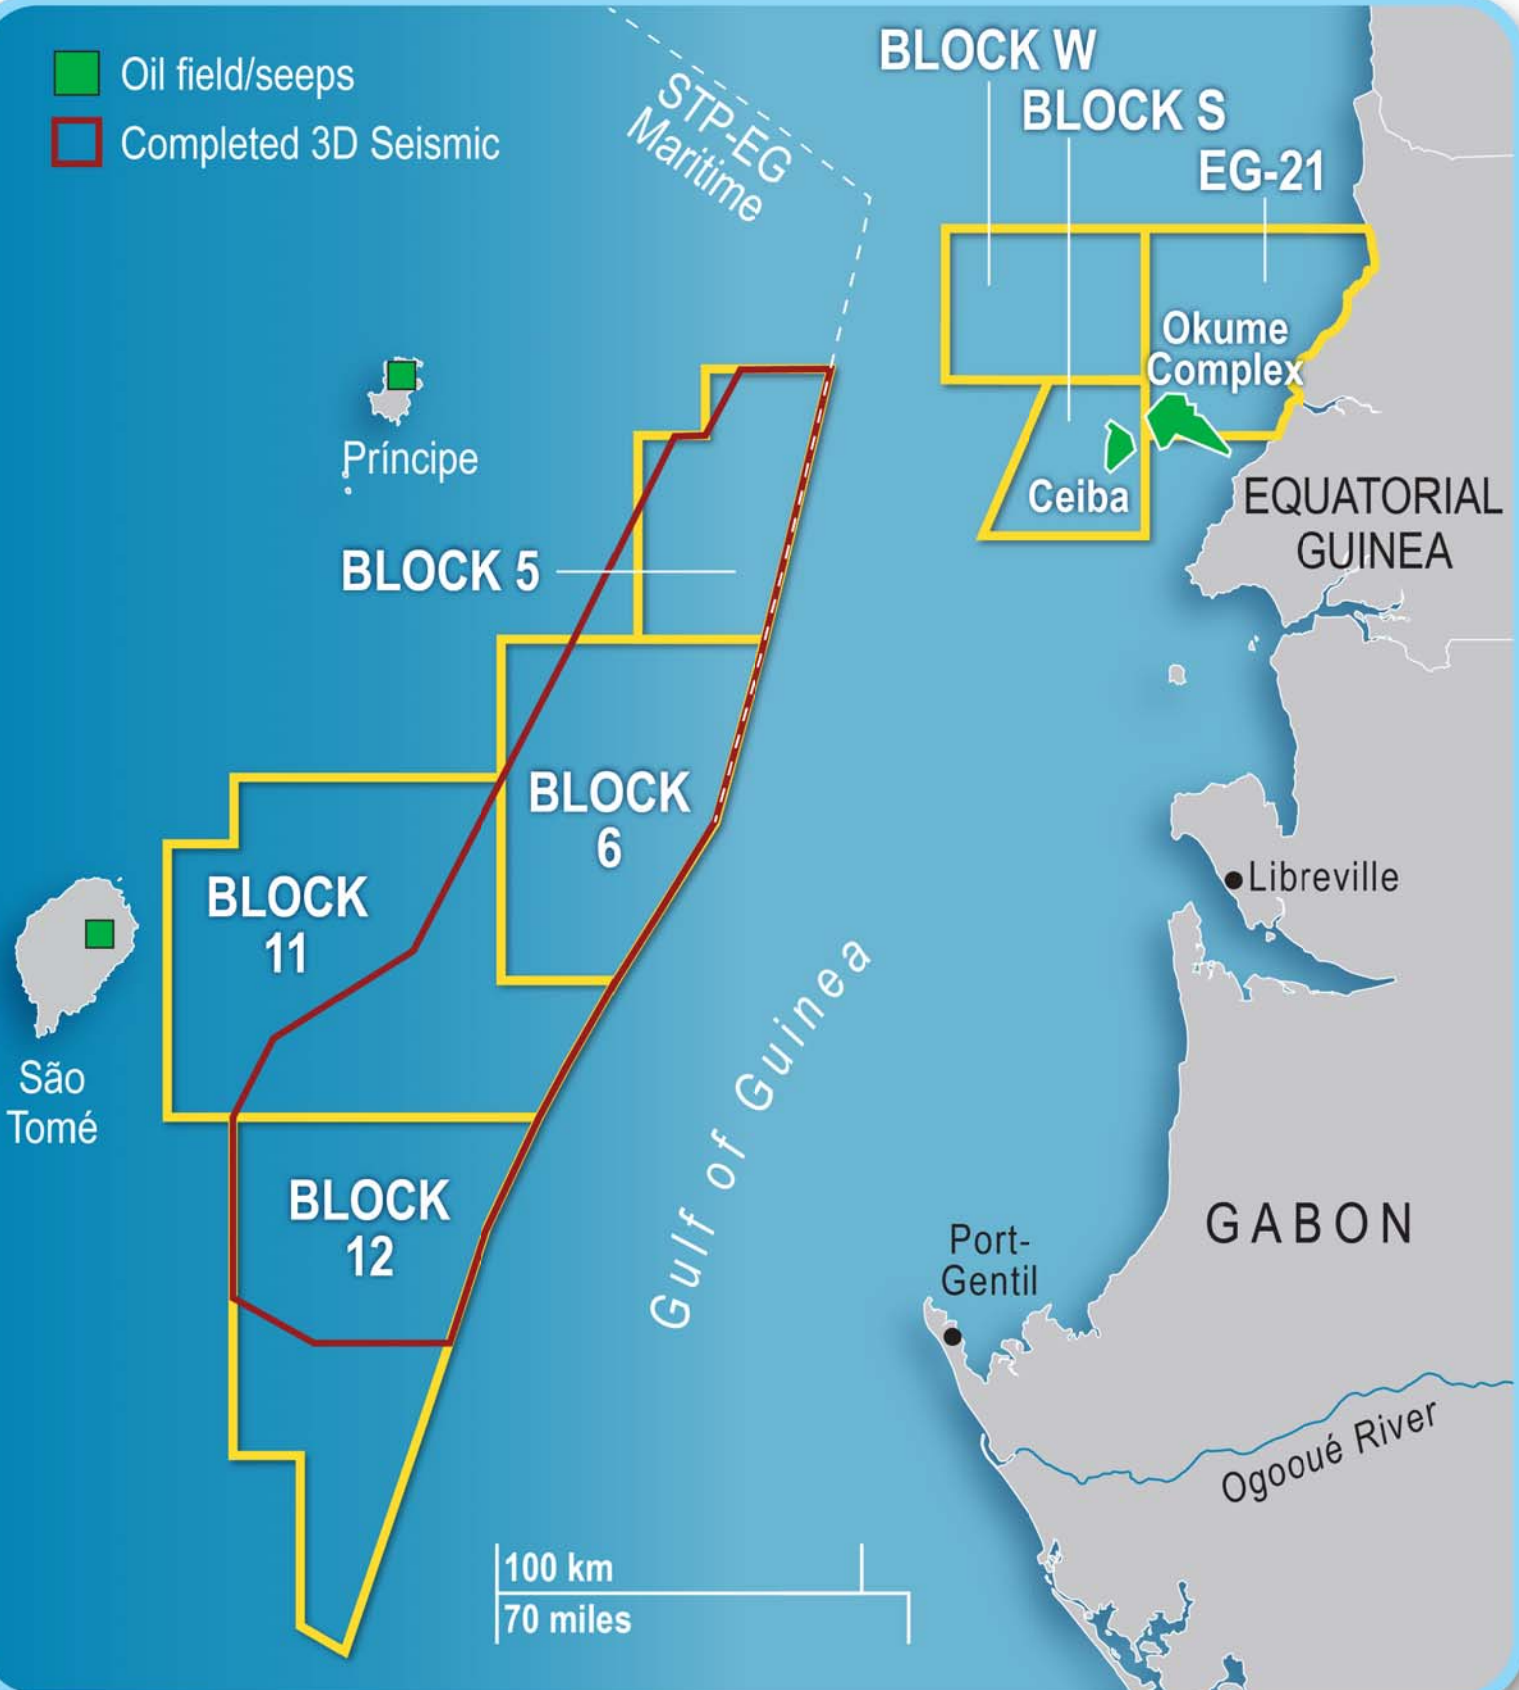 Oil field/seeps
Completed 3D Seismic
STP-EG
Maritime
BLOCK W
BLOCK S
EG-21
Okume
Complex
Ceiba
EQUATORIAL
GUINEA
Príncipe
BLOCK 5
BLOCK
6
BLOCK
11
São
Tomé
BLOCK
12
Gulf of Guinea
Libreville
GABON
Port-
Gentil
Ogooué River
100 km
70 miles